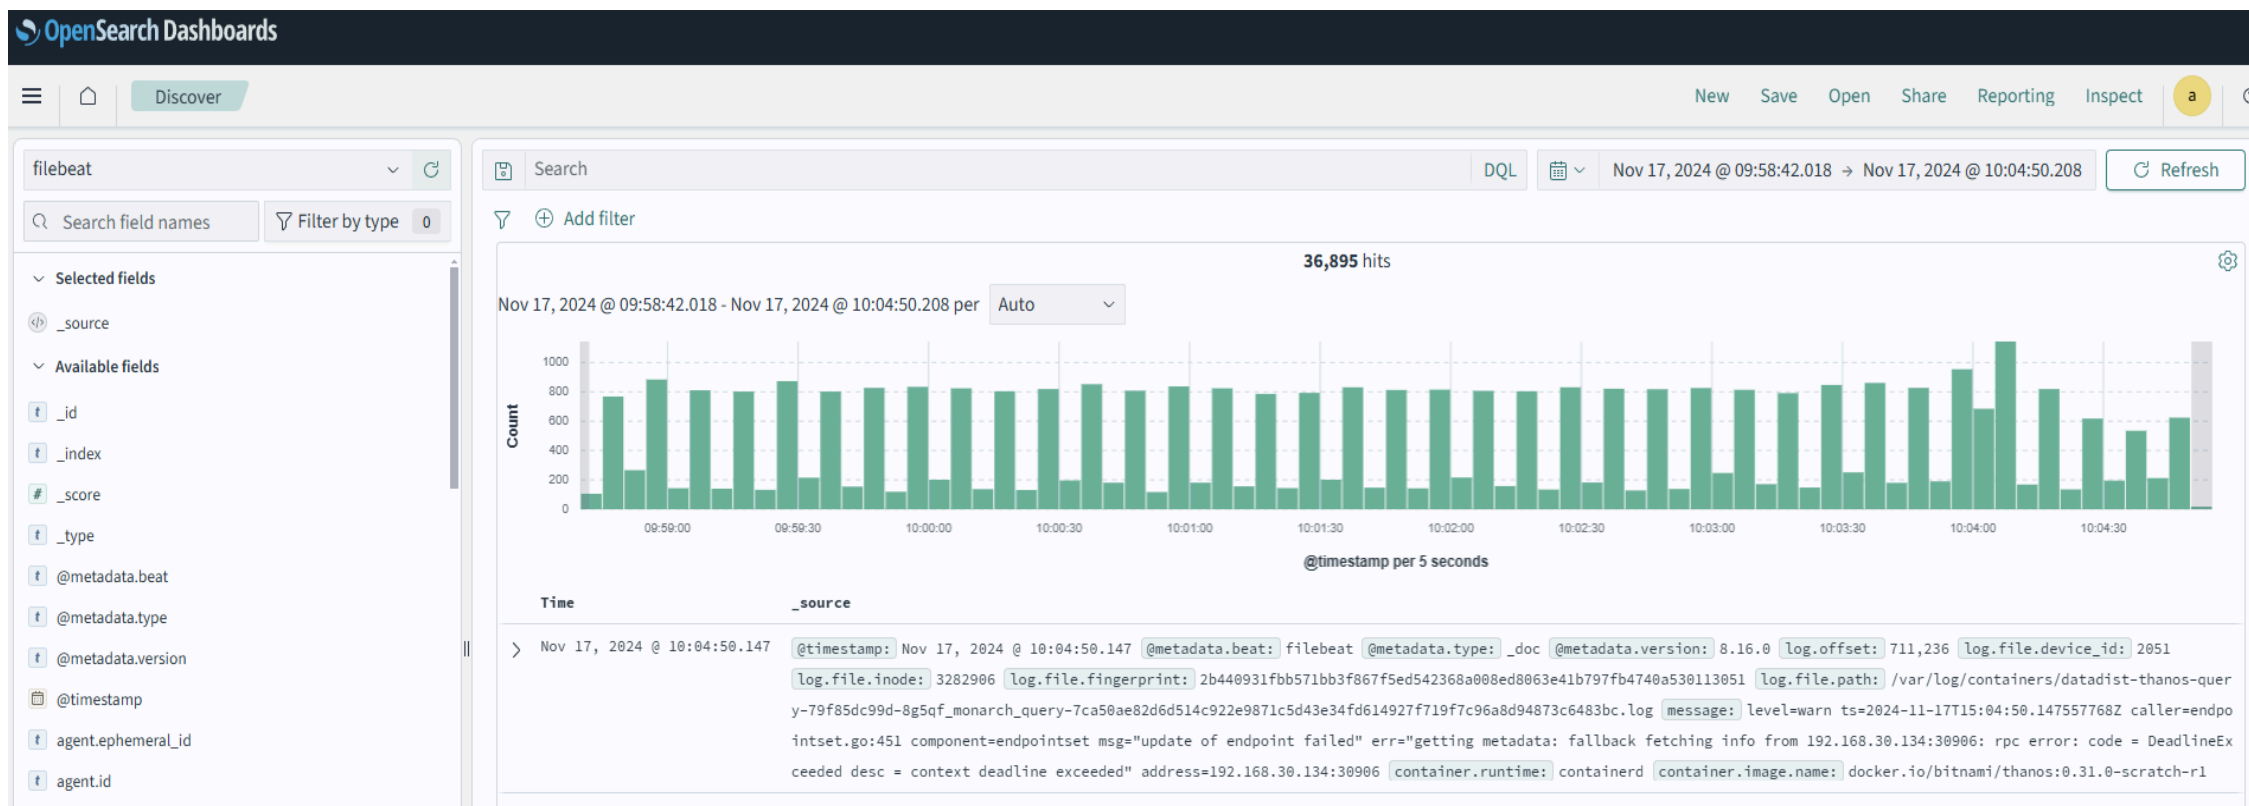 OpenSearch Dashboards
Discover
New Save Open Share Reporting Inspect a
filebeat
Search DQL Nov 17, 2024 @ 09:58:42.018 → Nov 17, 2024 @ 10:04:50.208 Refresh
Search field names Filter by type 0
Add filter
Selected fields
_source
Available fields
t _id
t _index
# _score
t _type
t @metadata.beat
t @metadata.type
t @metadata.version
@timestamp
t agent.ephemeral_id
t agent.id
36,895 hits
Nov 17, 2024 @ 09:58:42.018 - Nov 17, 2024 @ 10:04:50.208 per Auto
Count
1000
800
600
400
200
0
09:59:00 09:59:30 10:00:00 10:00:30 10:01:00 10:01:30 10:02:00 10:02:30 10:03:00 10:03:30 10:04:00 10:04:30
@timestamp per 5 seconds
Time _source
Nov 17, 2024 @ 10:04:50.147 @timestamp: Nov 17, 2024 @ 10:04:50.147 @metadata.beat: filebeat @metadata.type: _doc @metadata.version: 8.16.0 log.offset: 711,236 log.file.device_id: 2051
log.file.inode: 3282906 log.file.fingerprint: 2b440931fbb571bb3f867f5ed542368a008ed8063e41b797fb4740a530113051 log.file.path: /var/log/containers/datadist-thanos-quer
y-79f85dc99d-8g5qf_monarch_query-7ca50ae82d6d514c922e9871c5d43e34fd614927f719f7c96a8d94873c6483bc.log message: level=warn ts=2024-11-17T15:04:50.147557768Z caller=endpo
intset.go:451 component=endpointset msg="update of endpoint failed" err="getting metadata: fallback fetching info from 192.168.30.134:30906: rpc error: code = DeadlineEx
ceeded desc = context deadline exceeded" address=192.168.30.134:30906 container.runtime: containerd container.image.name: docker.io/bitnami/thanos:0.31.0-scratch-r1